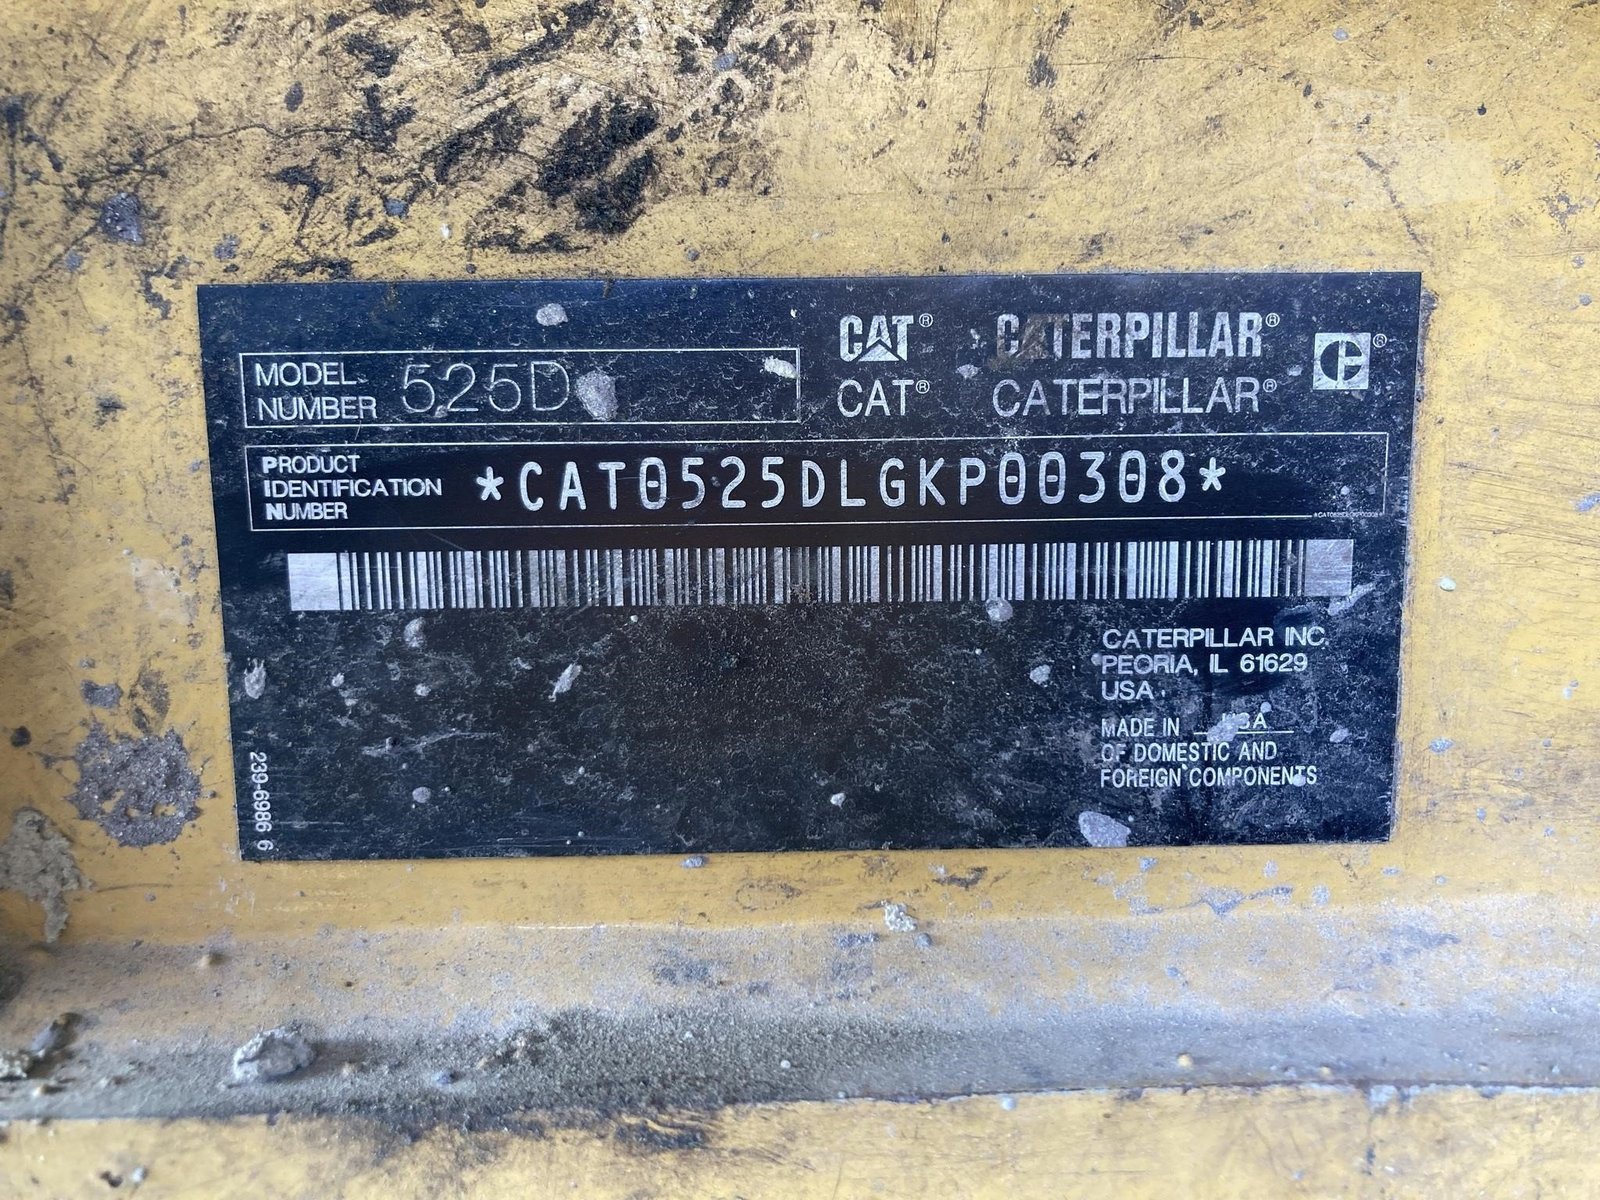 MODEL NUMBER 525D
CAT® CATERPILLAR®
CAT® CATERPILLAR®
PRODUCT IDENTIFICATION NUMBER *CAT0525DLGKP00308*
*CAT0525DLGKP00308*
CATERPILLAR INC.
PEORIA, IL 61629
USA
MADE IN USA
OF DOMESTIC AND
FOREIGN COMPONENTS
239-6986 6